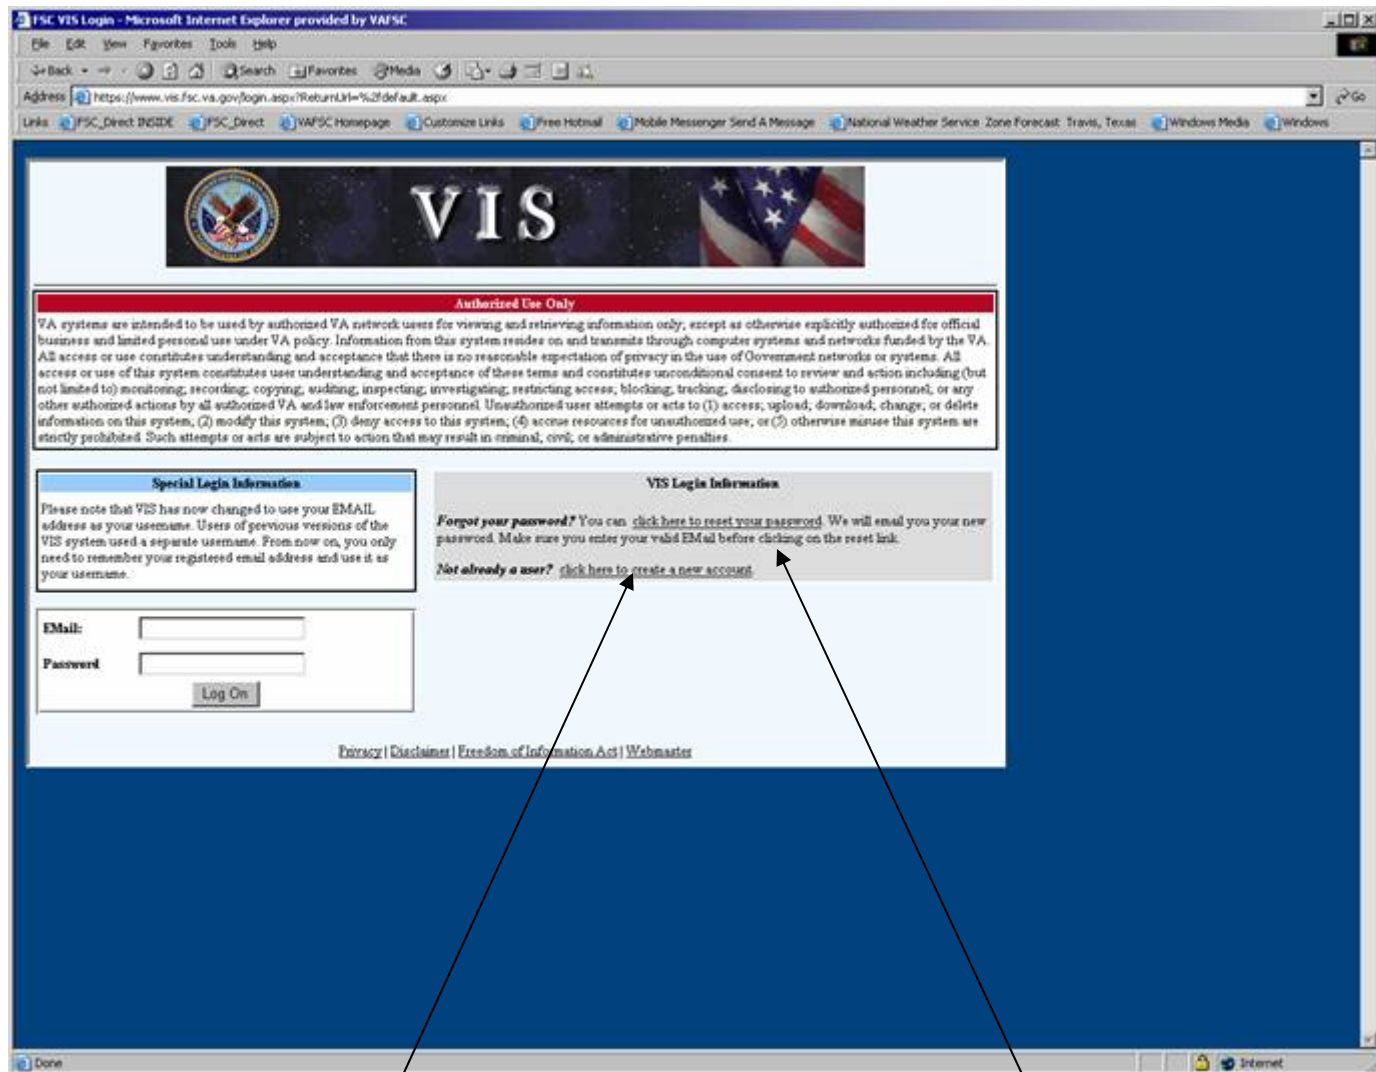 FSC VIS Login - Microsoft Internet Explorer provided by VAFSC
File Edit View Favorites Tools Help
Back Search Favorites Media
Address https://www.vis.fsc.va.gov/login.aspx?ReturnUrl=%2fdefault.aspx Go
Links FSC_Direct INSIDE FSC_Direct VAFSC Homepage Customize Links Free Hotmail Mobile Messenger Send A Message National Weather Service Zone Forecast Travis, Texas Windows Media Windows
VIS
Authorized Use Only
VA systems are intended to be used by authorized VA network users for viewing and retrieving information only; except as otherwise explicitly authorized for official
business and limited personal use under VA policy. Information from this system resides on and transmits through computer systems and networks funded by the VA.
All access or use constitutes understanding and acceptance that there is no reasonable expectation of privacy in the use of Government networks or systems. All
access or use of this system constitutes user understanding and acceptance of these terms and constitutes unconditional consent to review and action including (but
not limited to) monitoring; recording; copying; auditing; inspecting; investigating; restricting access; blocking; tracking; disclosing to authorized personnel; or any
other authorized actions by all authorized VA and law enforcement personnel. Unauthorized user attempts or acts to (1) access; upload; download; change; or delete
information on this system; (2) modify this system; (3) deny access to this system; (4) accrue resources for unauthorized use; or (5) otherwise misuse this system are
strictly prohibited. Such attempts or acts are subject to action that may result in criminal; civil; or administrative penalties.
Special Login Information
Please note that VIS has now changed to use your EMAIL
address as your username. Users of previous versions of the
VIS system used a separate username. From now on, you only
need to remember your registered email address and use it as
your username.
VIS Login Information
Forgot your password? You can click here to reset your password. We will email you your new
password. Make sure you enter your valid EMail before clicking on the reset link.
Not already a user? click here to create a new account.
EMail:
Password
Log On
Privacy | Disclaimer | Freedom of Information Act | Webmaster
Done Internet